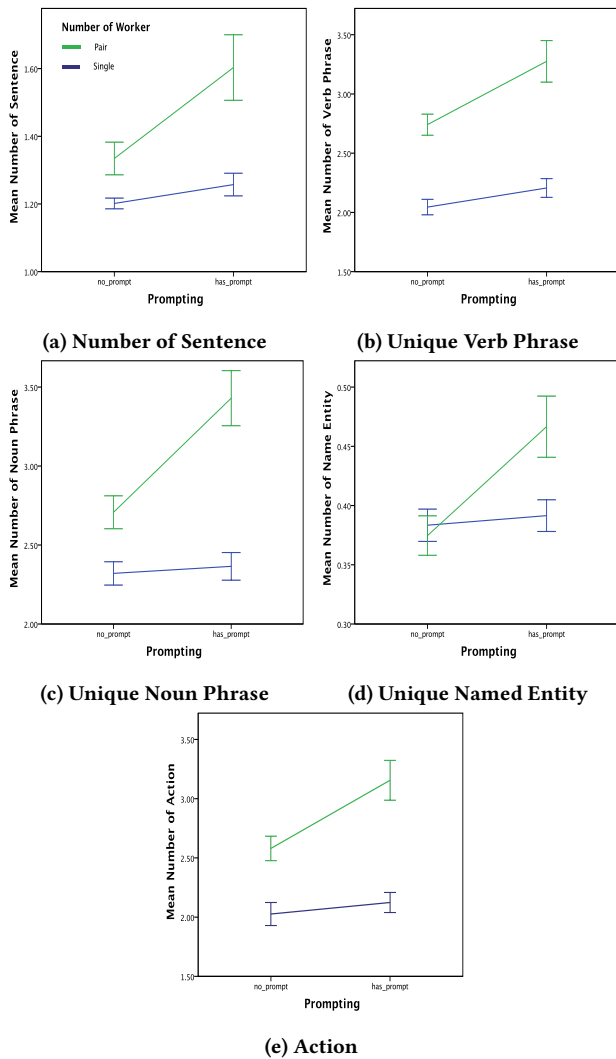 Number of Worker
Pair
Single
Mean Number of Sentence
1.60
1.40
1.20
1.00
no_prompt has_prompt
Prompting
(a) Number of Sentence
Mean Number of Verb Phrase
3.50
3.00
2.50
2.00
1.50
no_prompt has_prompt
Prompting
(b) Unique Verb Phrase
Mean Number of Noun Phrase
3.50
3.00
2.50
2.00
no_prompt has_prompt
Prompting
(c) Unique Noun Phrase
Mean Number of Name Entity
0.50
0.45
0.40
0.35
0.30
no_prompt has_prompt
Prompting
(d) Unique Named Entity
Mean Number of Action
3.50
3.00
2.50
2.00
1.50
no_prompt has_prompt
Prompting
(e) Action